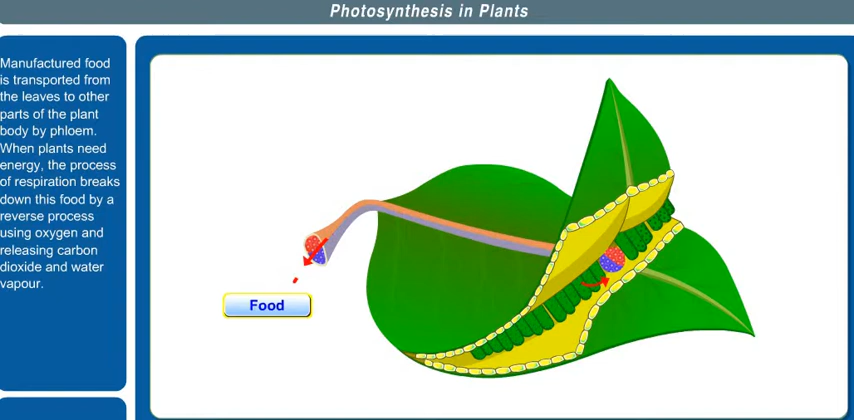 Photosynthesis in Plants
Manufactured food
is transported from
the leaves to other
parts of the plant
body by phloem.
When plants need
energy, the process
of respiration breaks
down this food by a
reverse process
using oxygen and
releasing carbon
dioxide and water
vapour.
Food